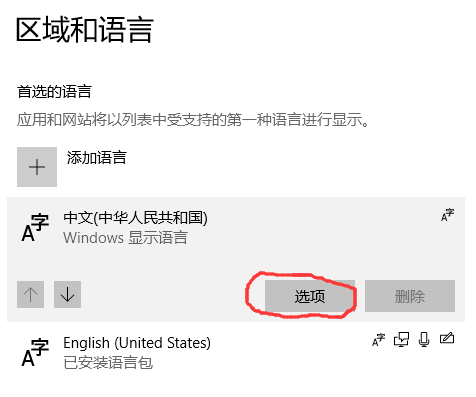 区域和语言
首选的语言
应用和网站将以列表中受支持的第一种语言进行显示。
添加语言
中文(中华人民共和国)
Windows 显示语言
选项 删除
English (United States)
已安装语言包